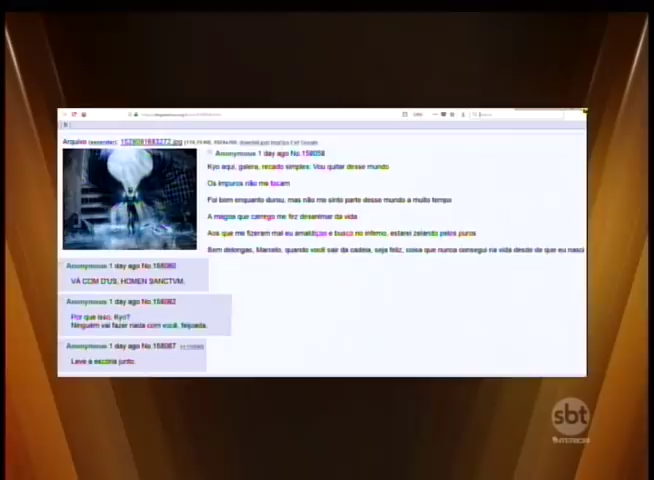 Arquivo (esconder): 1528081683272.jpg
Anonymous 1 day ago No.158058
Kyo aqui, galera, recado simples. Vou quitar desse mundo
Os impuros não me tocam
Foi bem enquanto durou, mas não me sinto parte desse mundo a muito tempo
A magoa que carrego me fez desanimar da vida
Aos que me fizeram mal eu amaldiçoo e busco no inferno, estarei zelando pelos puros
Sem delongas, Marcelo, quando você sair da cadeia, seja feliz, coisa que nunca consegui na vida desde de que eu nasci
Anonymous 1 day ago No.158060
VÁ COM D'US, HOMEN SANCTVM.
Anonymous 1 day ago No.158062
Por que isso, Kyo?
Ninguém vai fazer nada com você, feijoada.
Anonymous 1 day ago No.158067
Leve a escória junto.
sbt
INTERIOR